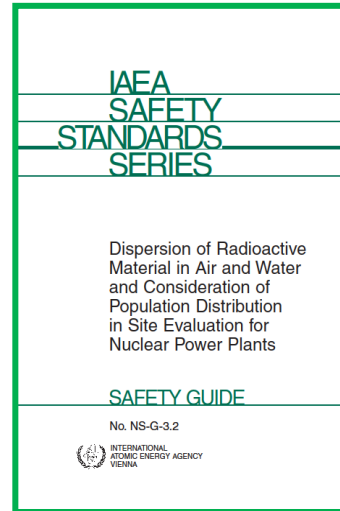 IAEA
SAFETY
STANDARDS
SERIES
Dispersion of Radioactive
Material in Air and Water
and Consideration of
Population Distribution
in Site Evaluation for
Nuclear Power Plants
SAFETY GUIDE
No. NS-G-3.2
INTERNATIONAL
ATOMIC ENERGY AGENCY
VIENNA